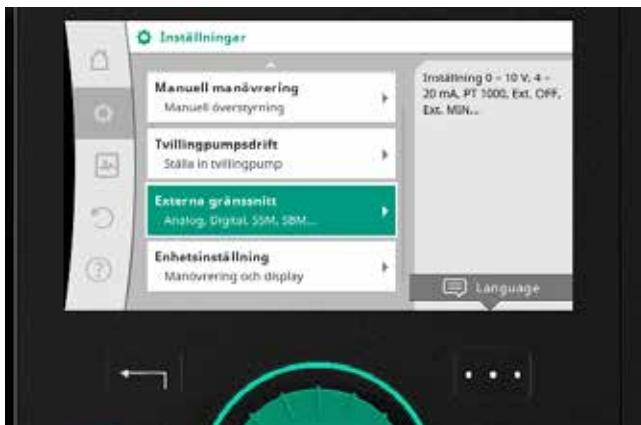 Inställningar
Manuell manövrering
Manuell överstyrning
Tvillingpumpsdrift
Ställa in tvillingpump
Externa gränssnitt
Analog, Digital, SSM, SBM...
Enhetsinställning
Manövrering och display
Inställning 0 - 10 V, 4 -
20 mA, PT 1000, Ext. OFF,
Ext. MIN...
Language